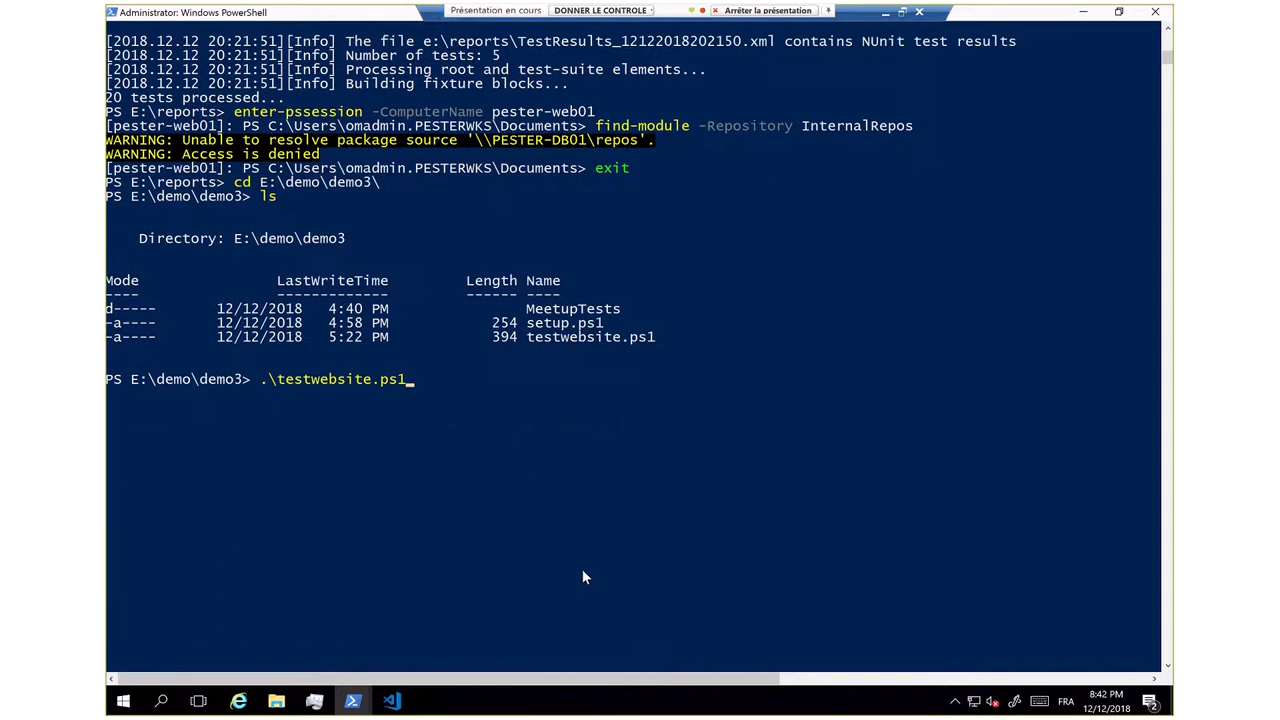 Administrator: Windows PowerShell
Présentation en cours
DONNER LE CONTROLE
Arrêter la présentation
[2018.12.12 20:21:51][Info] The file e:\reports\TestResults_12122018202150.xml contains NUnit test results
[2018.12.12 20:21:51][Info] Number of tests: 5
[2018.12.12 20:21:51][Info] Processing root and test-suite elements...
[2018.12.12 20:21:51][Info] Building fixture blocks...
20 tests processed...
PS E:\reports> enter-pssession -ComputerName pester-web01
[pester-web01]: PS C:\Users\omadmin.PESTERWKS\Documents> find-module -Repository InternalRepos
WARNING: Unable to resolve package source '\\PESTER-DB01\repos'.
WARNING: Access is denied
[pester-web01]: PS C:\Users\omadmin.PESTERWKS\Documents> exit
PS E:\reports> cd E:\demo\demo3\
PS E:\demo\demo3> ls
Directory: E:\demo\demo3
Mode LastWriteTime Length Name
---- ------------- ------ ----
d----- 12/12/2018 4:40 PM MeetupTests
-a---- 12/12/2018 4:58 PM 254 setup.ps1
-a---- 12/12/2018 5:22 PM 394 testwebsite.ps1
PS E:\demo\demo3> .\testwebsite.ps1_
FRA
8:42 PM
12/12/2018
2